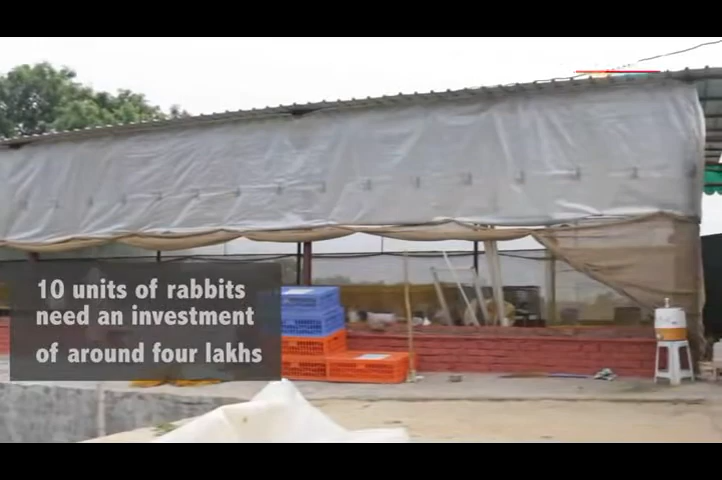 10 units of rabbits
need an investment
of around four lakhs